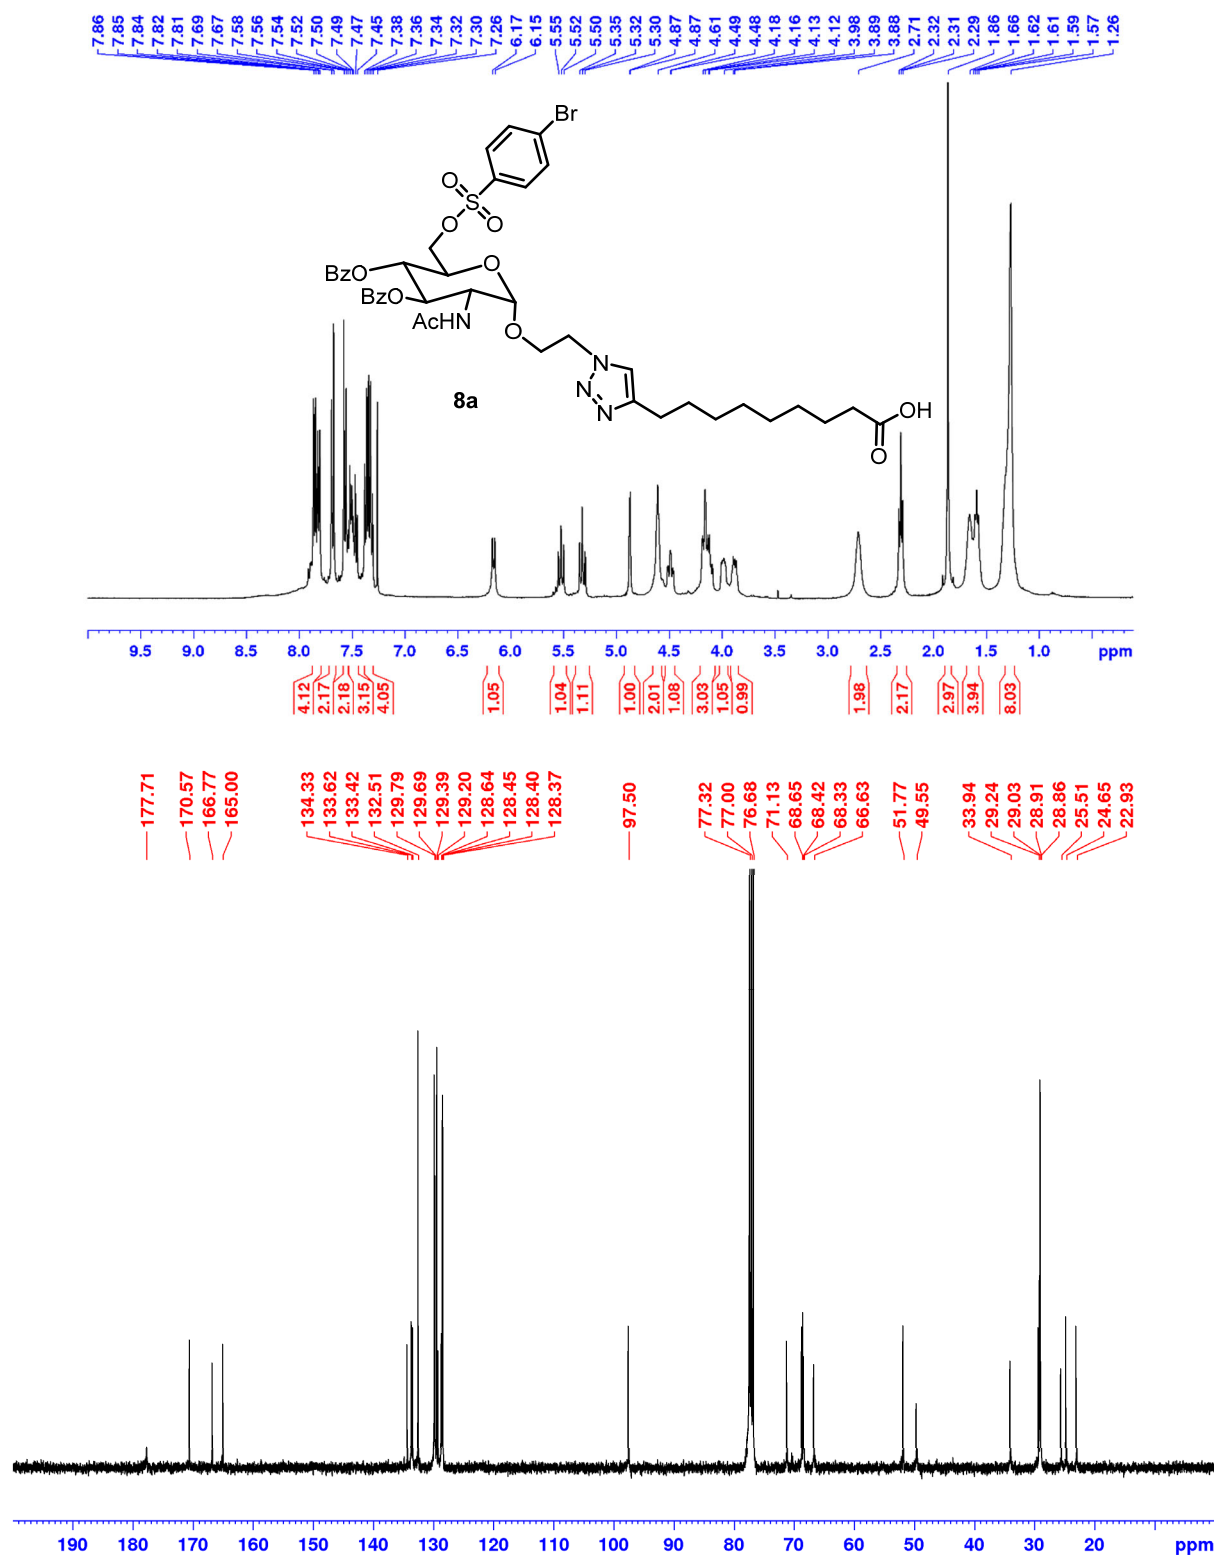 7.86 7.85 7.84 7.82 7.81 7.69 7.67 7.58 7.56 7.54 7.52 7.50 7.49 7.47 7.45 7.38 7.36 7.34 7.32 7.30 7.26 6.17 6.15 5.55 5.52 5.50 5.35 5.32 5.30 4.87 4.87 4.61 4.49 4.48 4.18 4.16 4.13 4.12 3.98 3.89 3.88 2.71 2.32 2.31 2.29 1.86 1.66 1.62 1.61 1.59 1.57 1.26
Br
O
S
O
O
BzO
O
BzO
AcHN
O
N
N
N
8a
OH
O
9.5 9.0 8.5 8.0 7.5 7.0 6.5 6.0 5.5 5.0 4.5 4.0 3.5 3.0 2.5 2.0 1.5 1.0 ppm
4.12 2.17 2.18 3.15 4.05 1.05 1.04 1.11 1.00 2.01 1.08 3.03 1.05 0.99 1.98 2.17 2.97 3.94 8.03
177.71 170.57 166.77 165.00 134.33 133.62 133.42 132.51 129.79 129.69 129.39 129.20 128.64 128.45 128.40 128.37 97.50 77.32 77.00 76.68 71.13 68.65 68.42 68.33 66.63 51.77 49.55 33.94 29.24 29.03 28.91 28.86 25.51 24.65 22.93
190 180 170 160 150 140 130 120 110 100 90 80 70 60 50 40 30 20 ppm